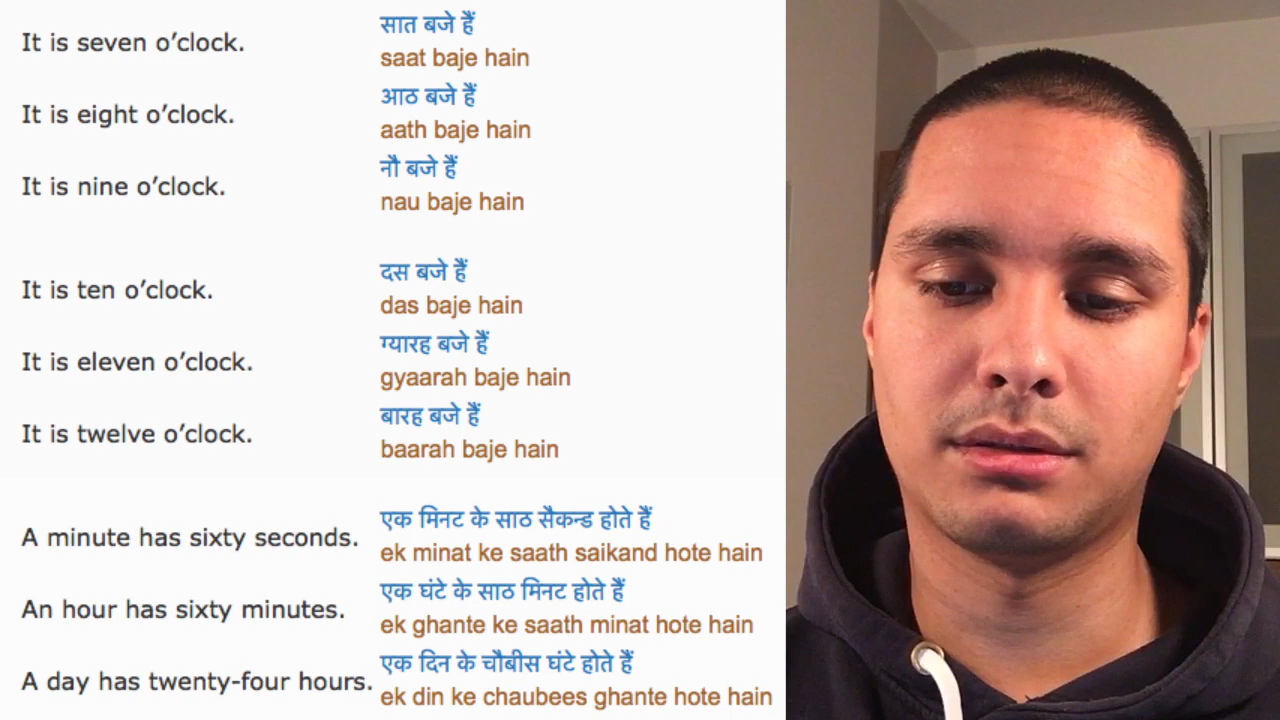 It is seven o’clock.
सात बजे हैं
saat baje hain
It is eight o’clock.
आठ बजे हैं
aath baje hain
It is nine o’clock.
नौ बजे हैं
nau baje hain
It is ten o’clock.
दस बजे हैं
das baje hain
It is eleven o’clock.
ग्यारह बजे हैं
gyaarah baje hain
It is twelve o’clock.
बारह बजे हैं
baarah baje hain
A minute has sixty seconds.
एक मिनट के साठ सैकन्ड होते हैं
ek minat ke saath saikand hote hain
An hour has sixty minutes.
एक घंटे के साठ मिनट होते हैं
ek ghante ke saath minat hote hain
A day has twenty-four hours.
एक दिन के चौबीस घंटे होते हैं
ek din ke chaubees ghante hote hain